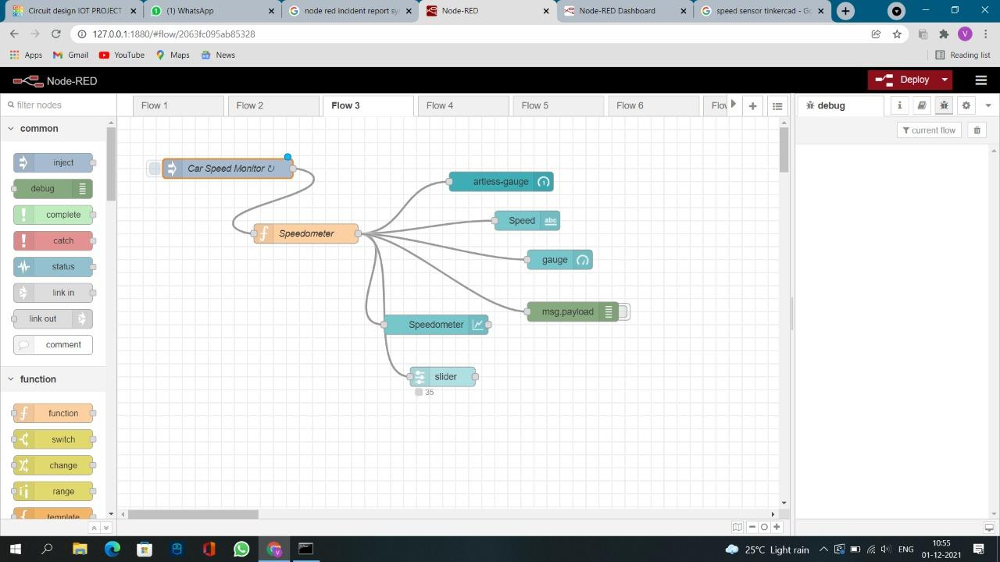 Circuit design IOT PROJECT
(1) WhatsApp
node red incident report sy
Node-RED
Node-RED Dashboard
speed sensor tinkercad - Go
127.0.0.1:1880/#flow/2063fc095ab85328
V
Apps
Gmail
YouTube
Maps
News
Reading list
Node-RED
Deploy
filter nodes
Flow 1
Flow 2
Flow 3
Flow 4
Flow 5
Flow 6
Flow
debug
common
current flow
inject
debug
complete
catch
status
link in
link out
comment
function
function
switch
change
range
template
Car Speed Monitor ↻
Speedometer
artless-gauge
Speed abc
gauge
msg.payload
Speedometer
slider
35
25°C Light rain
ENG
10:55
01-12-2021